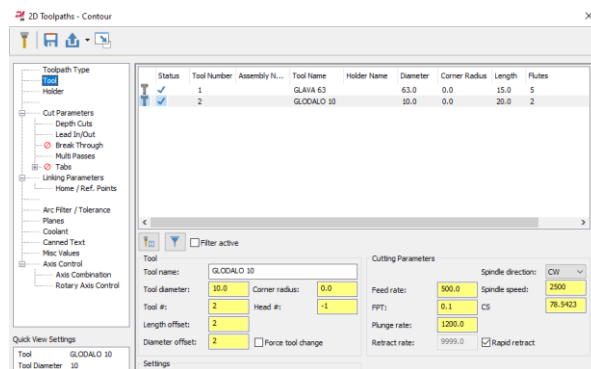 2D Toolpaths - Contour
Toolpath Type
Tool
Holder
Cut Parameters
Depth Cuts
Lead In/Out
Break Through
Multi Passes
Tabs
Linking Parameters
Home / Ref. Points
Arc Filter / Tolerance
Planes
Coolant
Canned Text
Misc Values
Axis Control
Axis Combination
Rotary Axis Control
Quick View Settings
Tool GLODALO 10
Tool Diameter 10
Status Tool Number Assembly N... Tool Name Holder Name Diameter Corner Radius Length Flutes
1 GLAVA 63 63.0 0.0 15.0 5
2 GLODALO 10 10.0 0.0 20.0 2
Filter active
Tool
Tool name: GLODALO 10
Tool diameter: 10.0 Corner radius: 0.0
Tool #: 2 Head #: -1
Length offset: 2
Diameter offset: 2 Force tool change
Settings
Cutting Parameters
Spindle direction: CW
Feed rate: 500.0 Spindle speed: 2500
FPT: 0.1 CS 78.5423
Plunge rate: 1200.0
Retract rate: 9999.0 Rapid retract